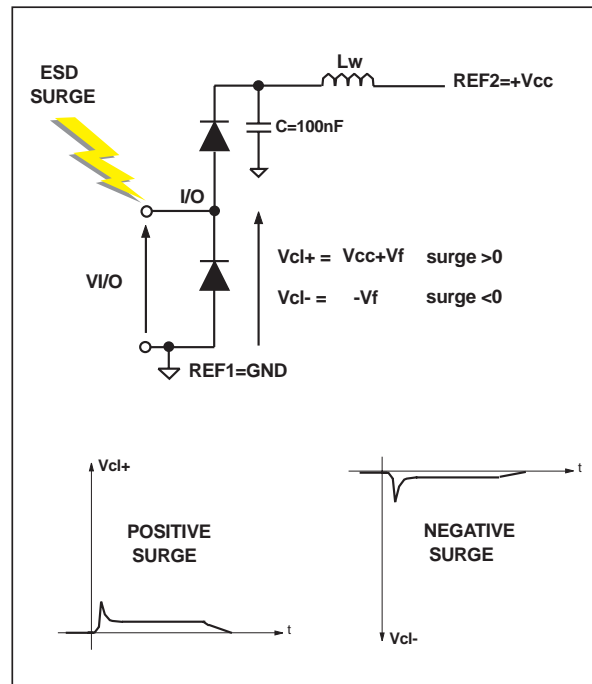 ESD
SURGE
Lw
REF2=+Vcc
C=100nF
I/O
VI/O
Vcl+ = Vcc+Vf surge >0
Vcl- = -Vf surge <0
REF1=GND
Vcl+
t
POSITIVE
SURGE
t
NEGATIVE
SURGE
Vcl-